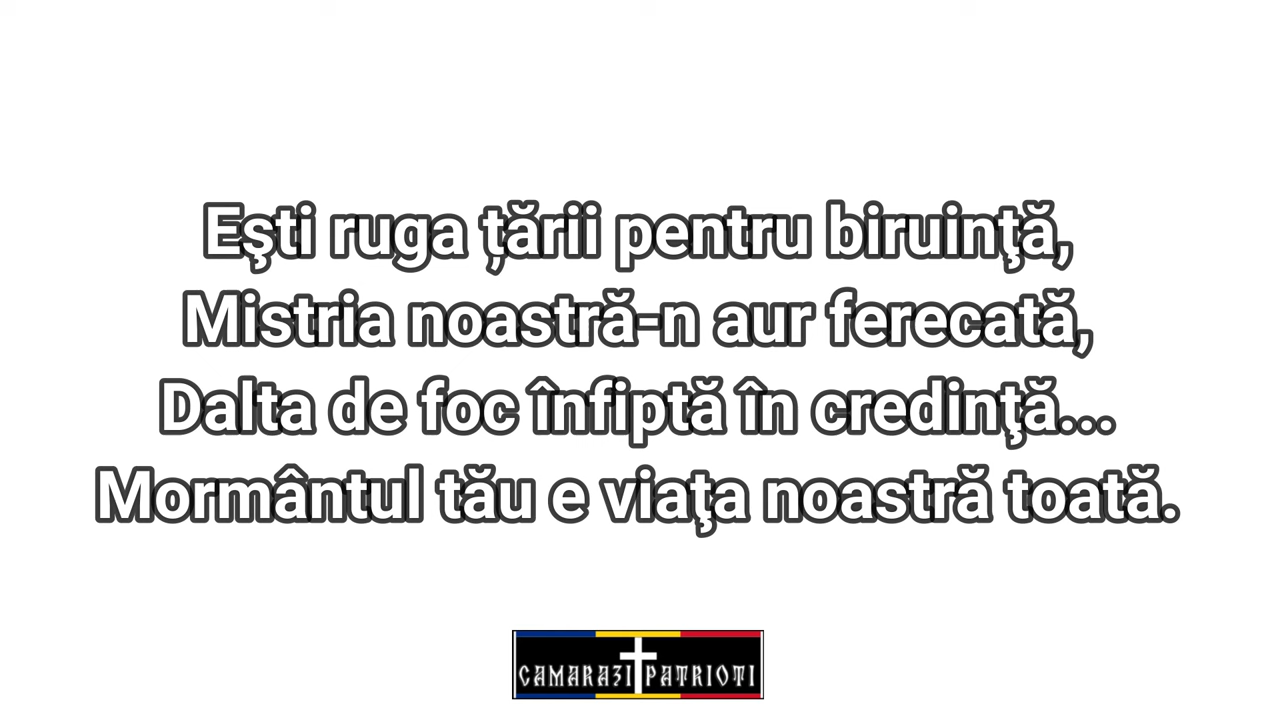 Eşti ruga țării pentru biruinţă,
Mistria noastră-n aur ferecată,
Dalta de foc înfiptă în credinţă...
Mormântul tău e viaţa noastră toată.
CAMARAZI PATRIOTI